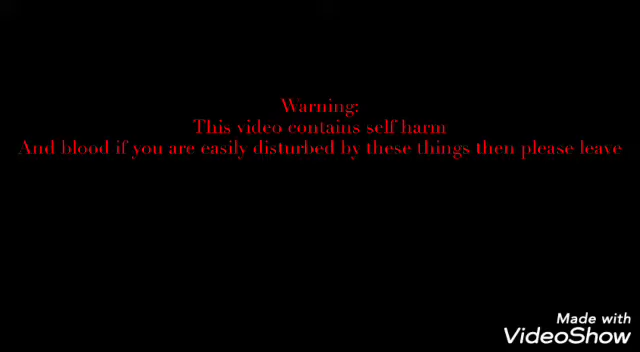 Warning:
This video contains self harm
And blood if you are easily disturbed by these things then please leave
Made with
VideoShow